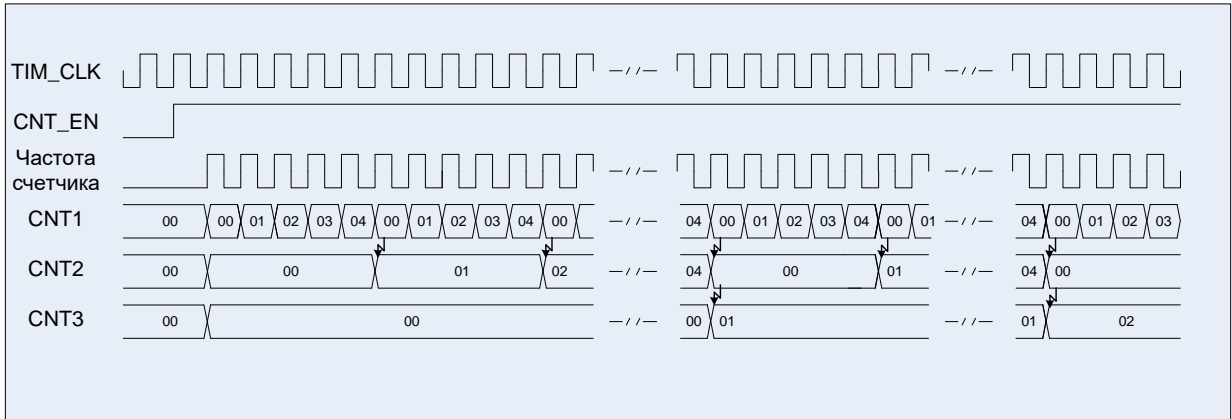 TIM_CLK
CNT_EN
Частота
счетчика
CNT1 00 00 01 02 03 04 00 01 02 03 04 00 04 00 01 02 03 04 00 01 04 00 01 02 03
CNT2 00 00 01 02 04 00 01 04 00
CNT3 00 00 00 01 01 02